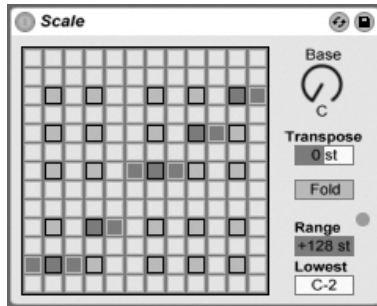 Scale
Base
C
Transpose
0 st
Fold
Range
+128 st
Lowest
C-2